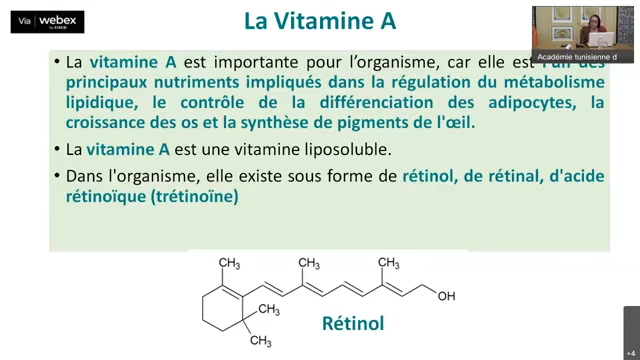 Via webex
by CISCO
La Vitamine A
Académie tunisienne d
• La vitamine A est importante pour l'organisme, car elle est l'un des
principaux nutriments impliqués dans la régulation du métabolisme
lipidique, le contrôle de la différenciation des adipocytes, la
croissance des os et la synthèse de pigments de l'œil.
• La vitamine A est une vitamine liposoluble.
• Dans l'organisme, elle existe sous forme de rétinol, de rétinal, d'acide
rétinoïque (trétinoïne)
CH3 CH3 CH3
OH
CH3
CH3
Rétinol
+4